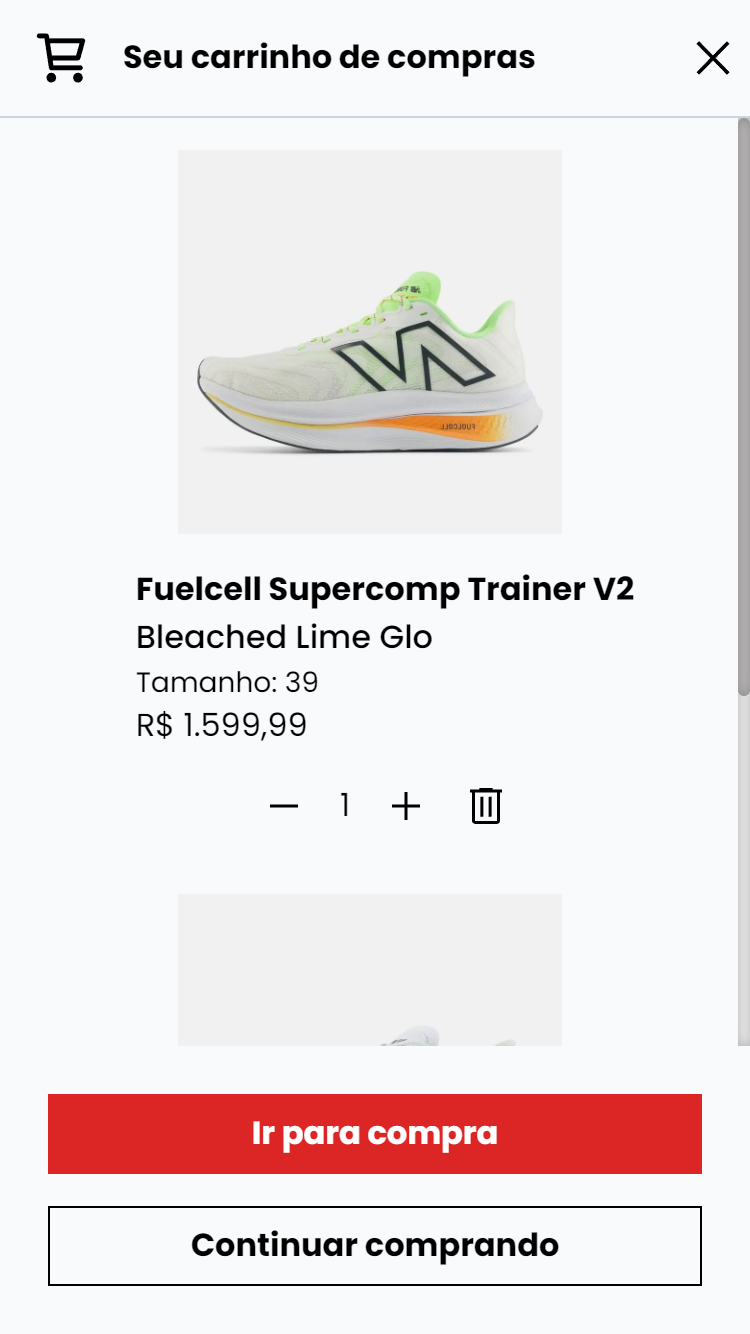 Seu carrinho de compras
FUELCELL
Fuelcell Supercomp Trainer V2
Bleached Lime Glo
Tamanho: 39
R$ 1.599,99
1
Ir para compra
Continuar comprando